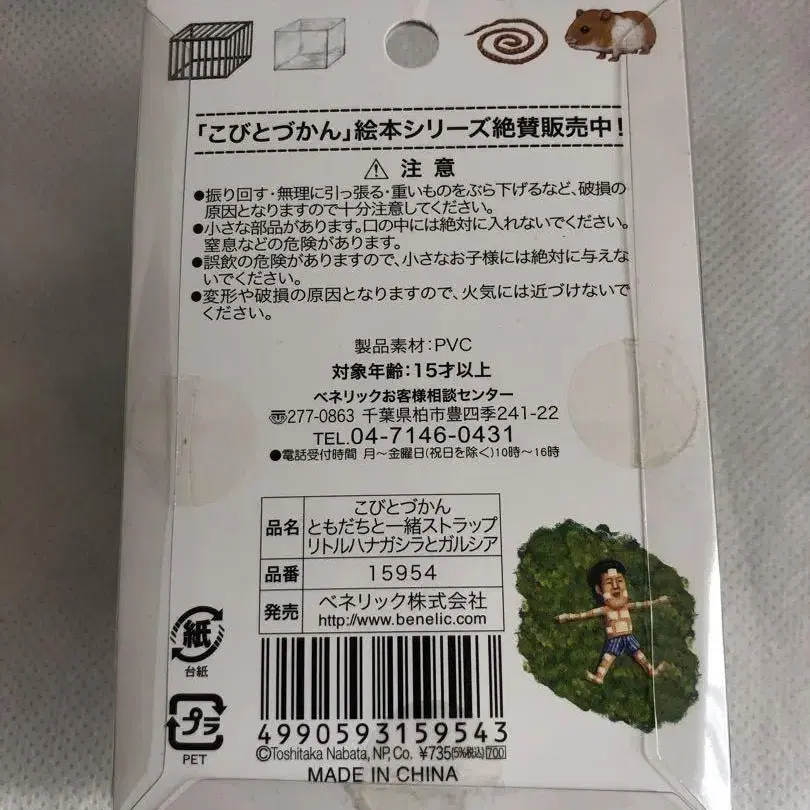 「こびとづかん」絵本シリーズ絶賛販売中!
注意
●振り回す・無理に引っ張る・重いものをぶら下げるなど、破損の
原因となりますので十分注意してください。
●小さな部品があります。口の中には絶対に入れないでください。
窒息などの危険があります。
●誤飲の危険がありますので、小さなお子様には絶対に与えな
いでください。
●変形や破損の原因となりますので、火気には近づけないで
ください。
製品素材:PVC
対象年齢:15才以上
ベネリックお客様相談センター
〠277-0863 千葉県柏市豊四季241-22
TEL.04-7146-0431
●電話受付時間 月〜金曜日(祝日を除く)10時〜16時
品名
こびとづかん
ともだちと一緒ストラップ
リトルハナガシラとガルシア
品番 15954
発売 ベネリック株式会社
http://www.benelic.com
紙
台紙
プラ
PET
4990593159543
©Toshitaka Nabata, NP, Co. ¥735(5%税込)700
MADE IN CHINA